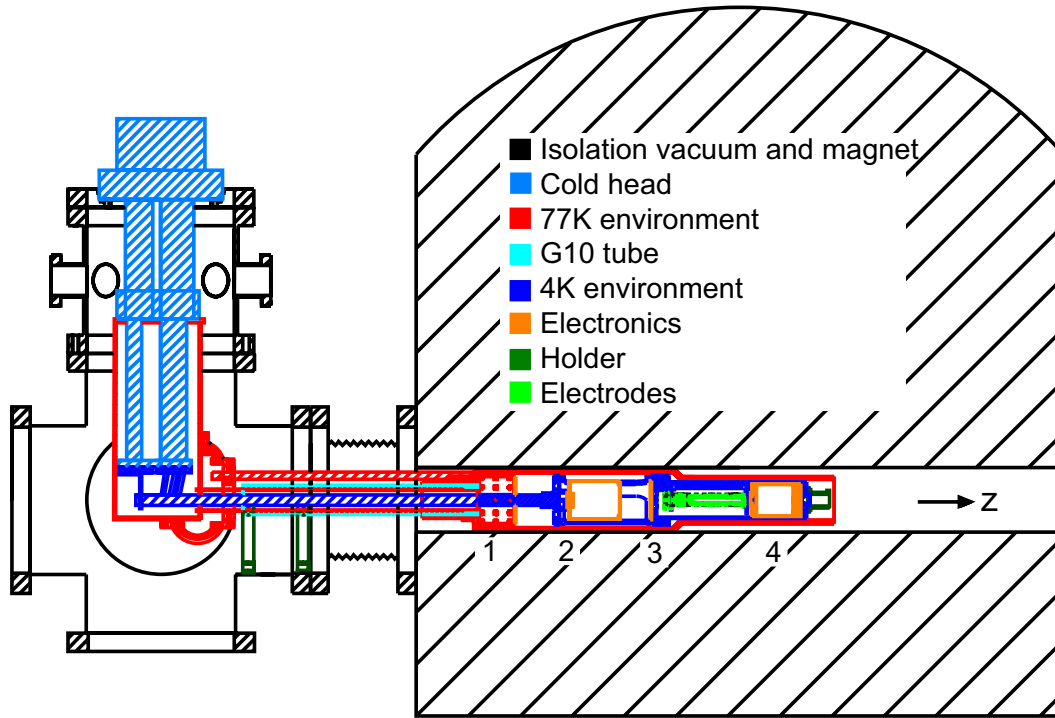 Isolation vacuum and magnet
Cold head
77K environment
G10 tube
4K environment
Electronics
Holder
Electrodes
z
1 2 3 4